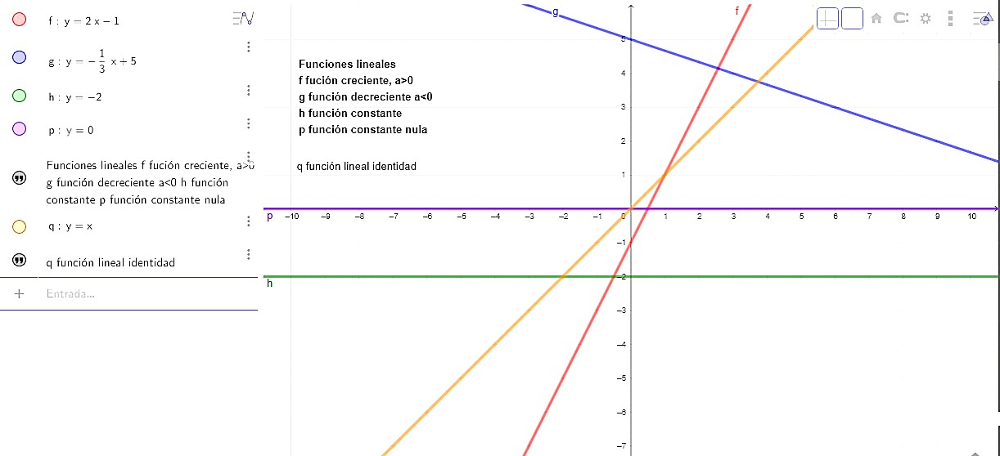 f : y = 2 x − 1
g : y = − 1/3 x + 5
h : y = −2
p : y = 0
Funciones lineales f fución creciente, a>0
g función decreciente a<0 h función
constante p función constante nula
q : y = x
q función lineal identidad
Entrada...
g
f
Funciones lineales
f fución creciente, a>0
g función decreciente a<0
h función constante
p función constante nula
q función lineal identidad
5
4
3
2
1
p −10 −9 −8 −7 −6 −5 −4 −3 −2 −1 0 1 2 3 4 5 6 7 8 9 10
−1
−2
h
−3
−4
−5
−6
−7